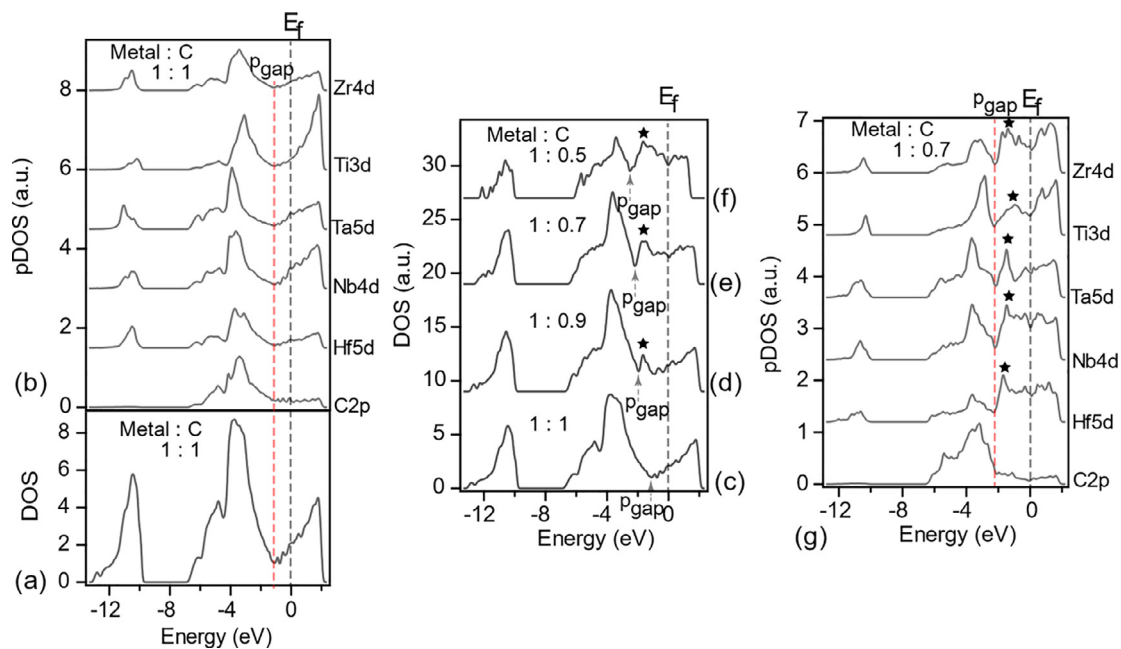 E_f
Metal : C
1 : 1
p_gap
8
6
4
2
0
pDOS (a.u.)
Zr4d
Ti3d
Ta5d
Nb4d
Hf5d
C2p
(b)
Metal : C
1 : 1
8
6
4
2
0
DOS
(a)
-12
-8
-4
0
Energy (eV)
E_f
Metal : C
1 : 0.5
★
p_gap
(f)
1 : 0.7
★
p_gap
(e)
1 : 0.9
★
p_gap
(d)
1 : 1
p_gap
(c)
30
25
20
15
10
5
0
DOS (a.u.)
-12
-8
-4
0
Energy (eV)
p_gap
E_f
Metal : C
1 : 0.7
★
★
★
★
★
7
6
5
4
3
2
1
0
pDOS (a.u.)
Zr4d
Ti3d
Ta5d
Nb4d
Hf5d
C2p
(g)
-12
-8
-4
0
Energy (eV)